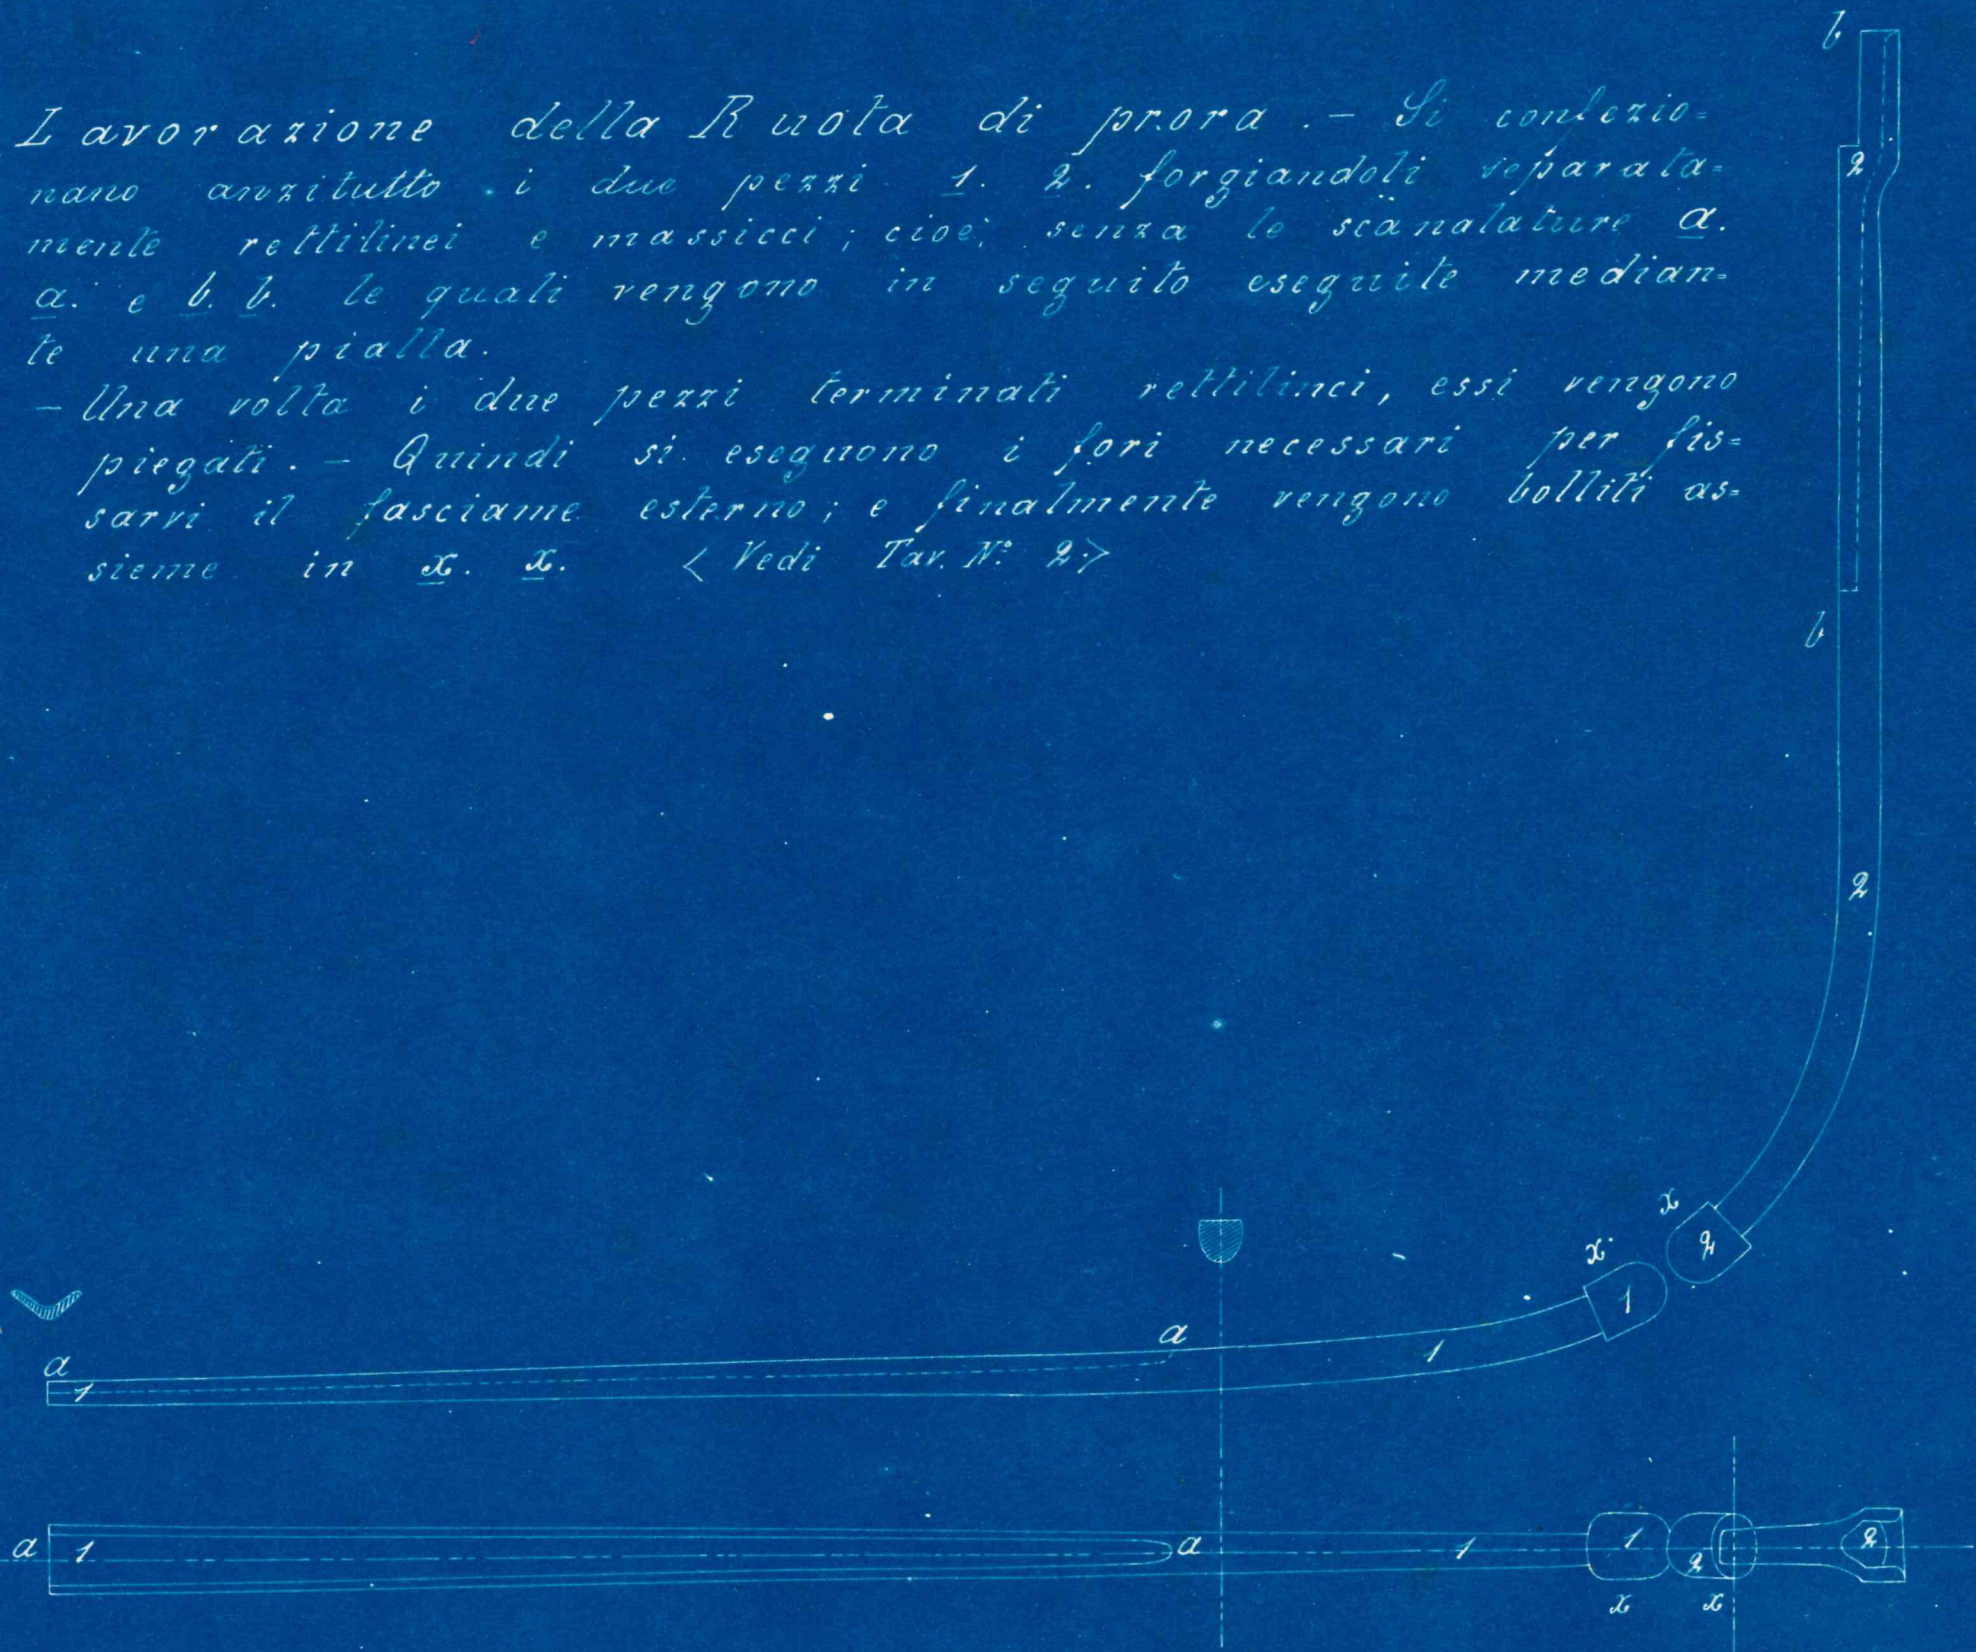 Lavorazione della Ruota di prora. – Si confezio=
nano anzitutto i due pezzi 1. 2. forgiandoli separata=
mente rettilinei e massicci; cioè, senza le scanalature a.
a. e b. b. le quali vengono in seguito eseguite median=
te una pialla.
– Una volta i due pezzi terminati rettilinei, essi vengono
piegati. – Quindi si eseguono i fori necessari per fis=
sarvi il fasciame esterno; e finalmente vengono bolliti as=
sieme in x. x. < Vedi Tav. Nº 2. >
b
2
b
2
x
2
x
1
a
a
1
1
a
1
a
1
1
2
2
x
x